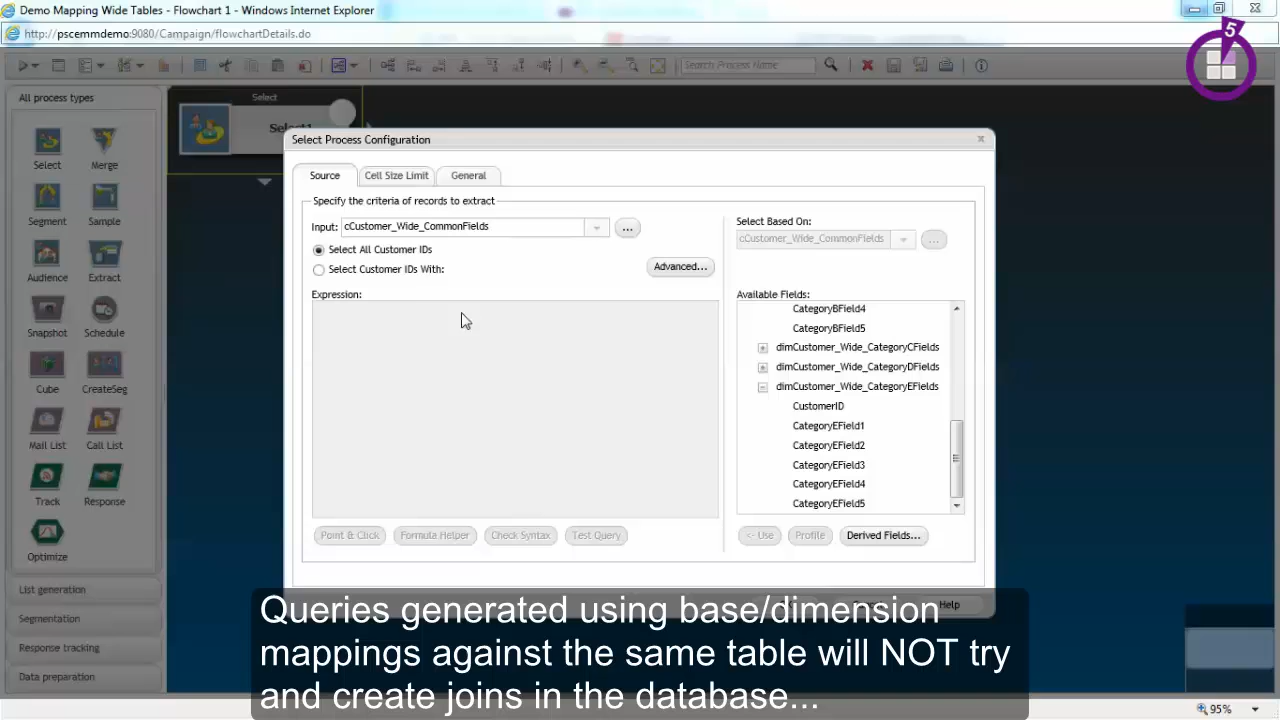 Demo Mapping Wide Tables - Flowchart 1 - Windows Internet Explorer
http://pscemmdemo:9080/Campaign/flowchartDetails.do
5
Search Process Name
All process types
Select
Merge
Segment
Sample
Audience
Extract
Snapshot
Schedule
Cube
CreateSeg
Mail List
Call List
Track
Response
Optimize
List generation
Segmentation
Response tracking
Data preparation
Select
Select Process Configuration
Source
Cell Size Limit
General
Specify the criteria of records to extract
Input:
cCustomer_Wide_CommonFields
...
Select All Customer IDs
Select Customer IDs With:
Advanced...
Expression:
Point & Click
Formula Helper
Check Syntax
Test Query
Select Based On:
cCustomer_Wide_CommonFields
...
Available Fields:
CategoryBField4
CategoryBField5
dimCustomer_Wide_CategoryCFields
dimCustomer_Wide_CategoryDFields
dimCustomer_Wide_CategoryEFields
CustomerID
CategoryEField1
CategoryEField2
CategoryEField3
CategoryEField4
CategoryEField5
<- Use
Profile
Derived Fields...
Help
Queries generated using base/dimension
mappings against the same table will NOT try
and create joins in the database...
95%